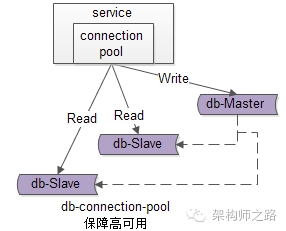 service
connection
pool
Write
Read
Read
db-Master
db-Slave
db-Slave
db-connection-pool
保障高可用
架构师之路